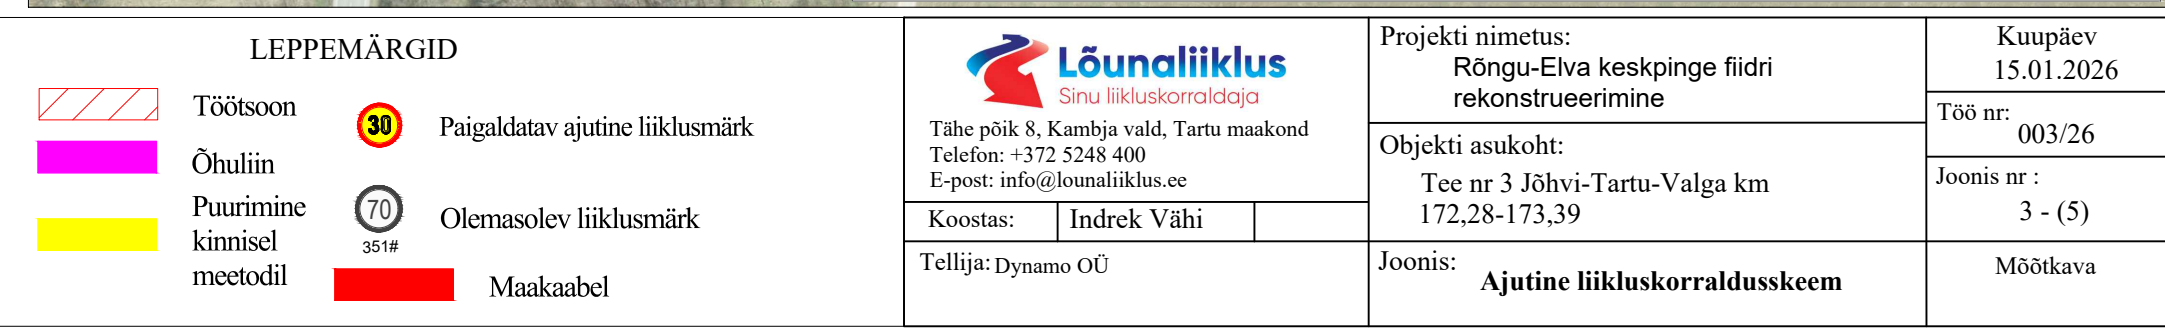 LEPPEMÄRGID
Töötsoon
Õhuliin
Puurimine
kinnisel
meetodil
30
Paigaldatav ajutine liiklusmärk
70
351#
Olemasolev liiklusmärk
Maakaabel
Lõunaliiklus
Sinu liikluskorraldaja
Tähe põik 8, Kambja vald, Tartu maakond
Telefon: +372 5248 400
E-post: info@lounaliiklus.ee
Koostas: Indrek Vähi
Tellija: Dynamo OÜ
Projekti nimetus:
Rõngu-Elva keskpinge fiidri
rekonstrueerimine
Objekti asukoht:
Tee nr 3 Jõhvi-Tartu-Valga km
172,28-173,39
Joonis:
Ajutine liikluskorraldusskeem
Kuupäev
15.01.2026
Töö nr:
003/26
Joonis nr :
3 - (5)
Mõõtkava